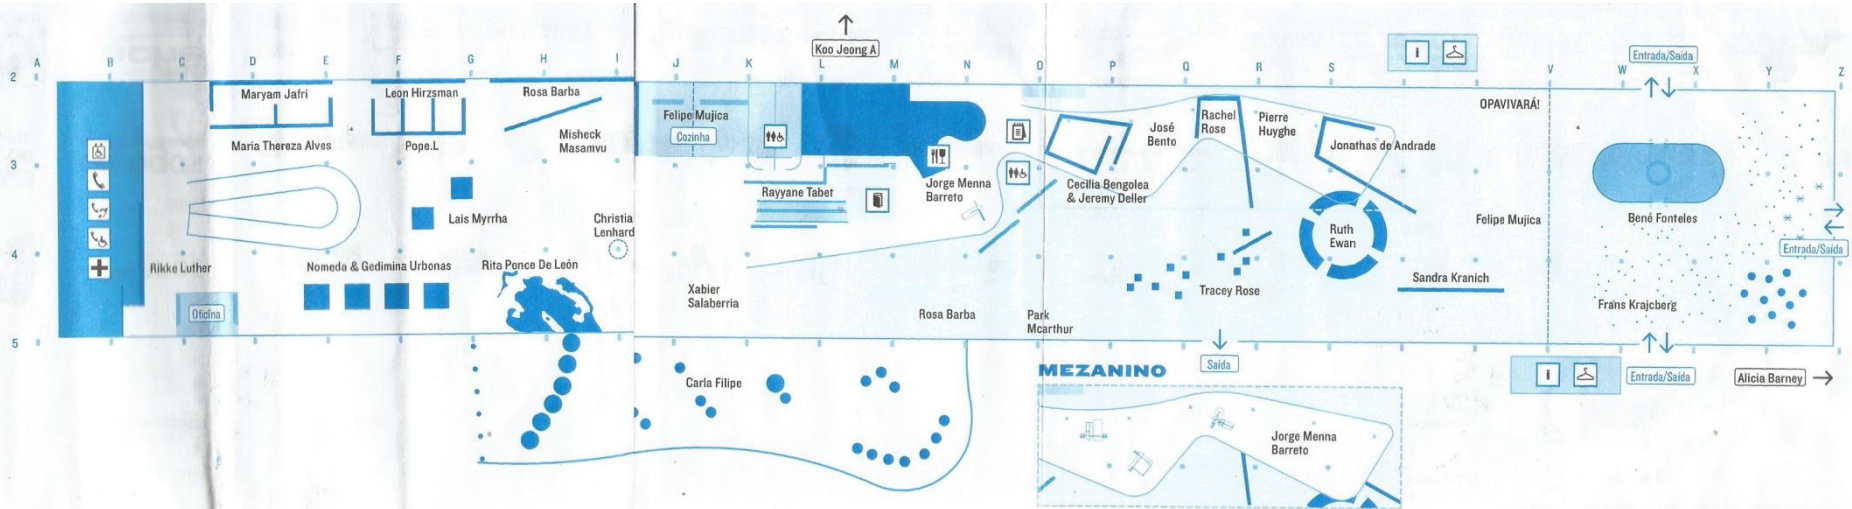 Koo Jeong A
Entrada/Saída
A B C D E F G H I J K L M N O P Q R S V W X Y Z
2
Maryam Jafri
Leon Hirzsman
Rosa Barba
Felipe Mujica
Cozinha
Misheck
Masamvu
Maria Thereza Alves
Pope.L
José
Bento
Rachel
Rose
Pierre
Huyghe
OPAVIVARÁ!
Jonathas de Andrade
3
Rayyane Tabet
Jorge Menna
Barreto
Cecilia Bengolea
& Jeremy Deller
Lais Myrrha
Christia
Lenhard
Ruth
Ewan
Felipe Mujica
Bené Fonteles
Entrada/Saída
4
Rikke Luther
Nomeda & Gedimina Urbonas
Rita Ponce De León
Xabier
Salaberria
Tracey Rose
Sandra Kranich
Oficina
Rosa Barba
Park
Mcarthur
Frans Krajcberg
5
MEZANINO
Saída
i
i
Entrada/Saída
Alicia Barney
Carla Filipe
Jorge Menna
Barreto